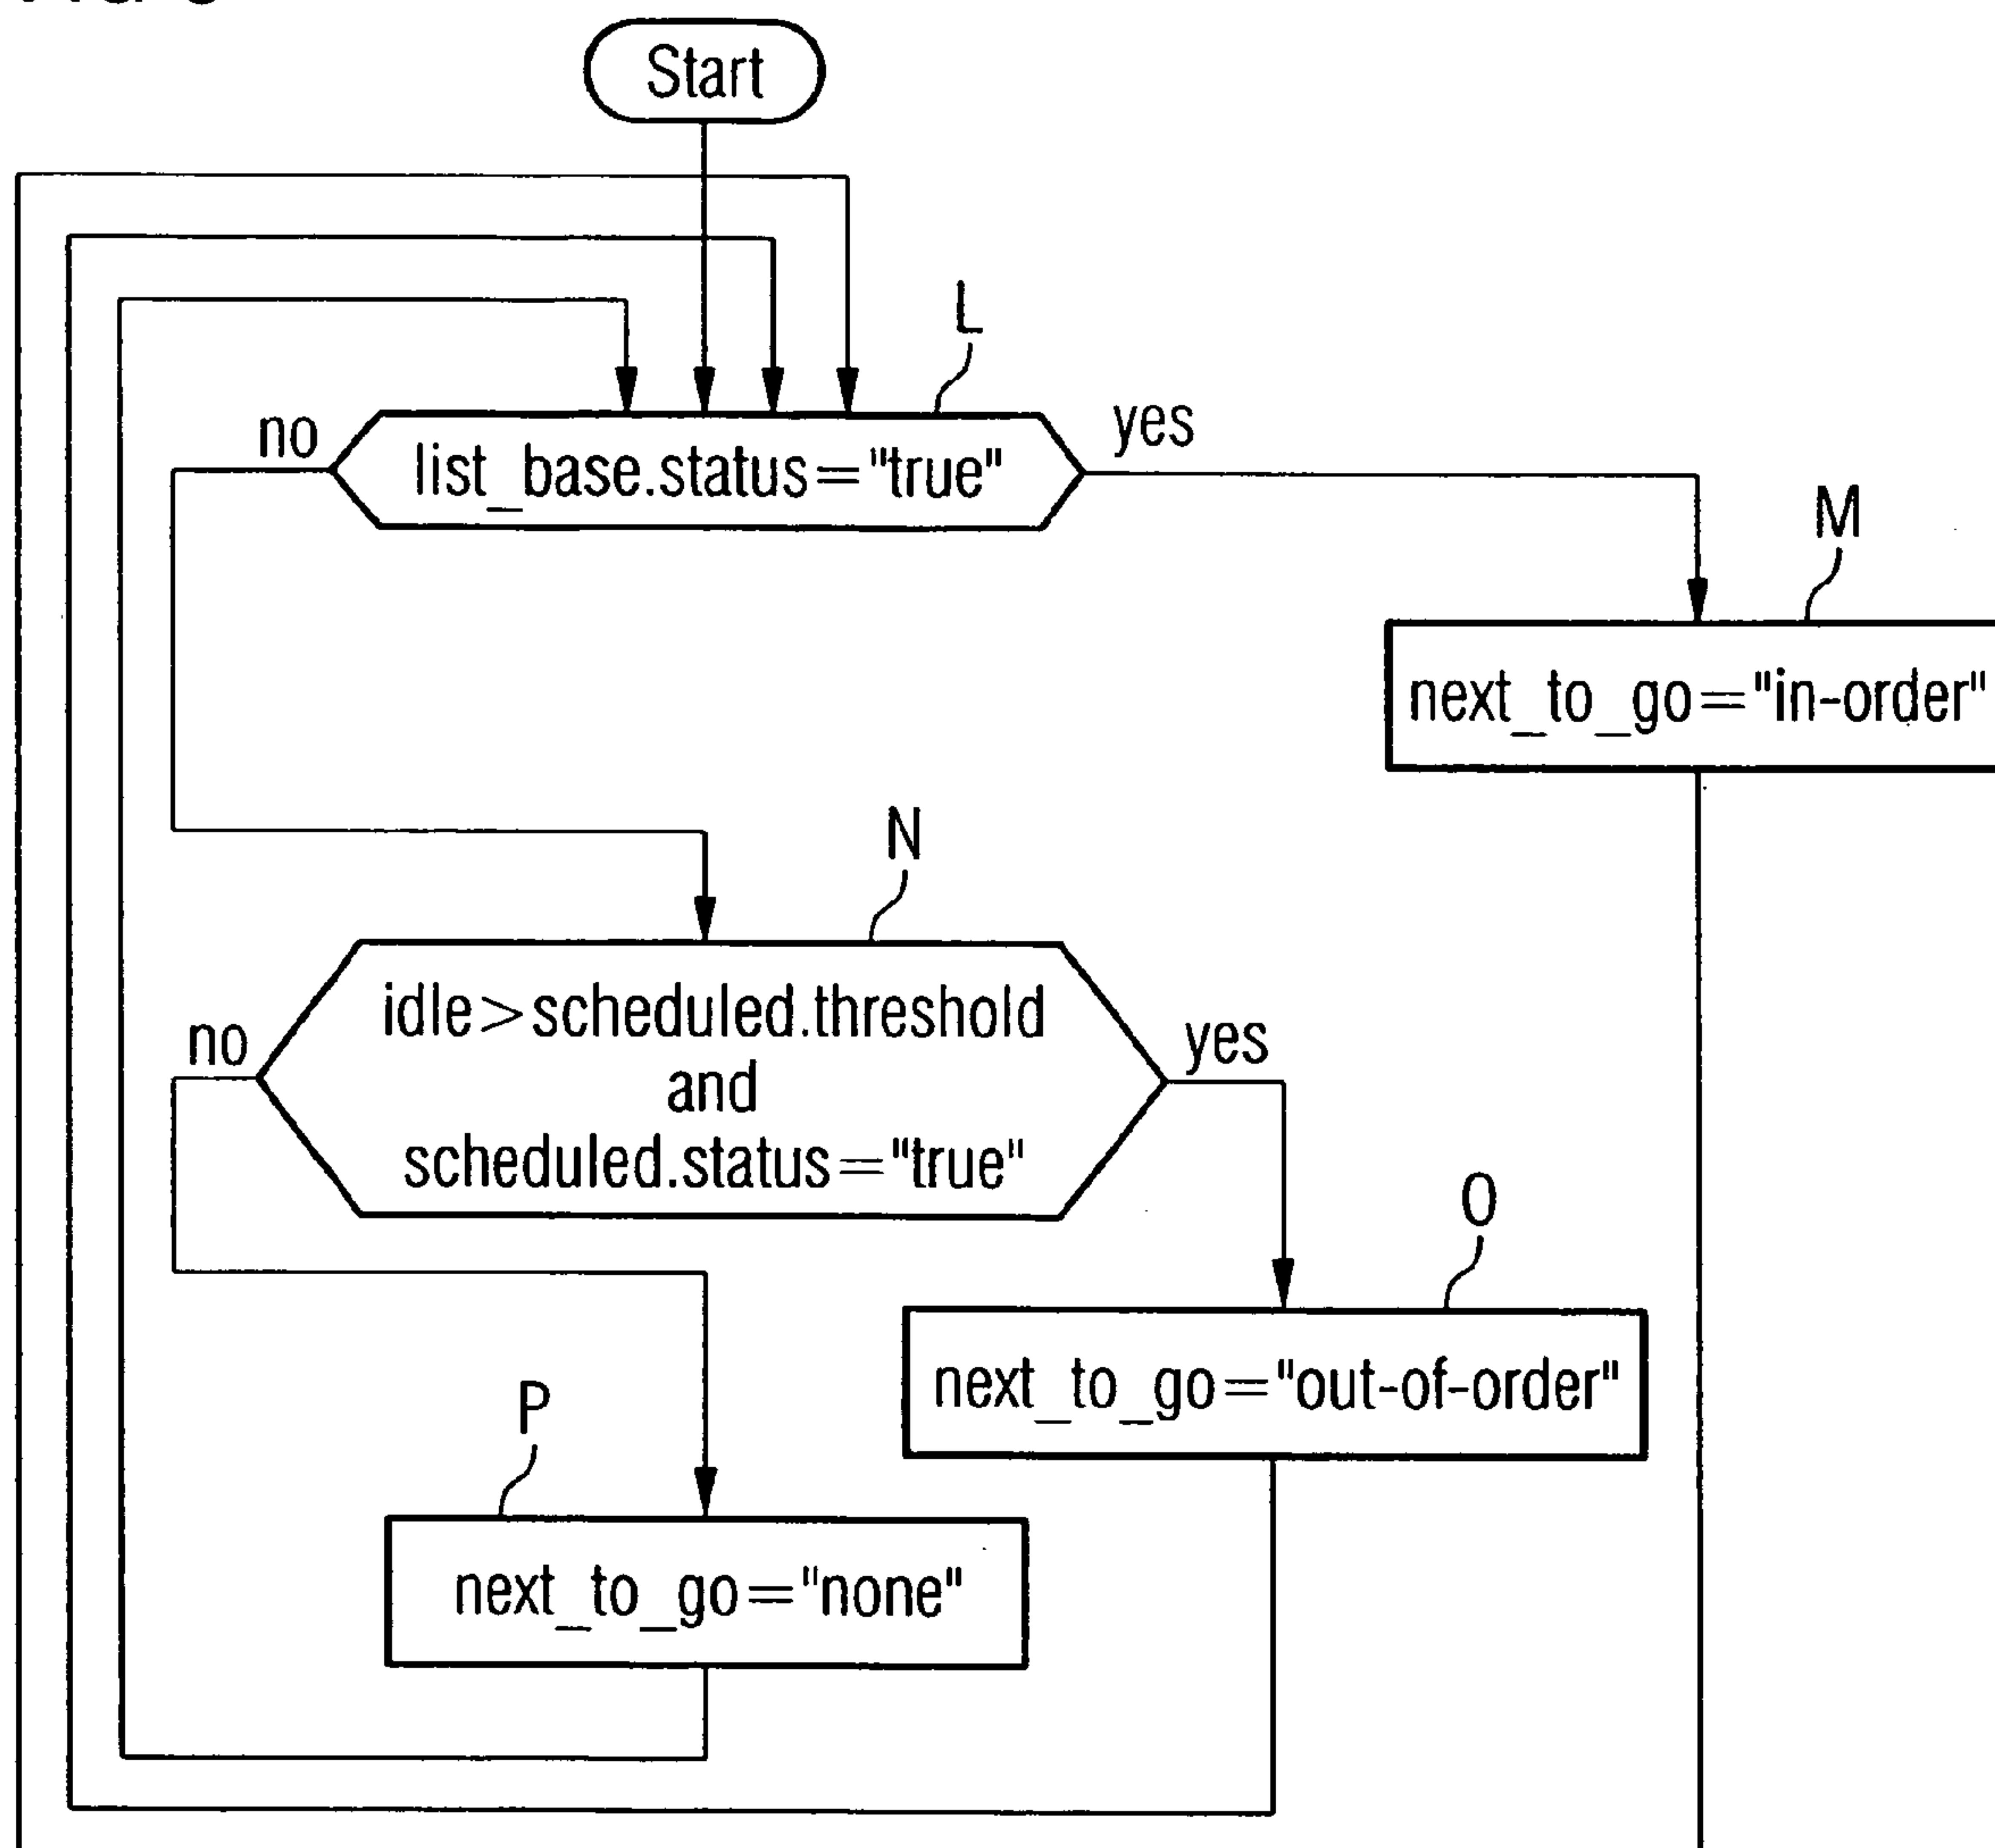 Start
L
no
list_base.status="true"
yes
M
next_to_go="in-order"
N
idle>scheduled.threshold
and
scheduled.status="true"
no
yes
O
next_to_go="out-of-order"
P
next_to_go="none"